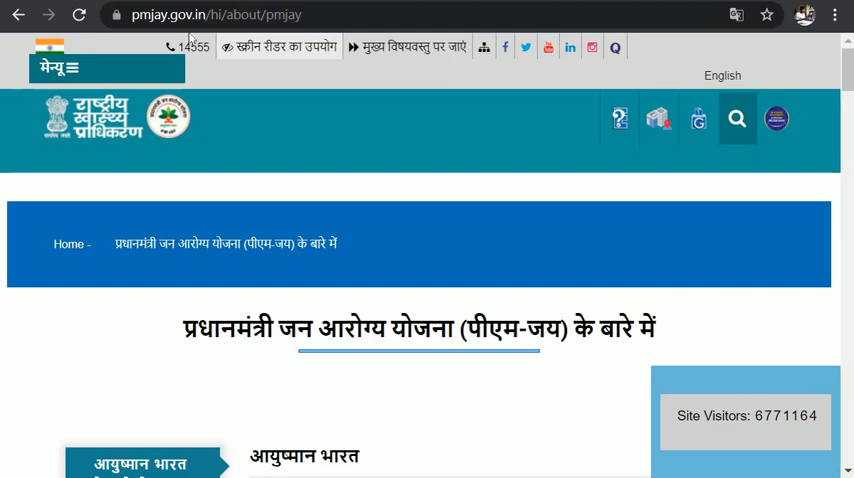 pmjay.gov.in/hi/about/pmjay
14555 स्क्रीन रीडर का उपयोग मुख्य विषयवस्तु पर जाएं
मेन्यू
English
राष्ट्रीय
स्वास्थ्य
प्राधिकरण
Home - प्रधानमंत्री जन आरोग्य योजना (पीएम-जय) के बारे में
प्रधानमंत्री जन आरोग्य योजना (पीएम-जय) के बारे में
Site Visitors: 6771164
आयुष्मान भारत
आयुष्मान भारत